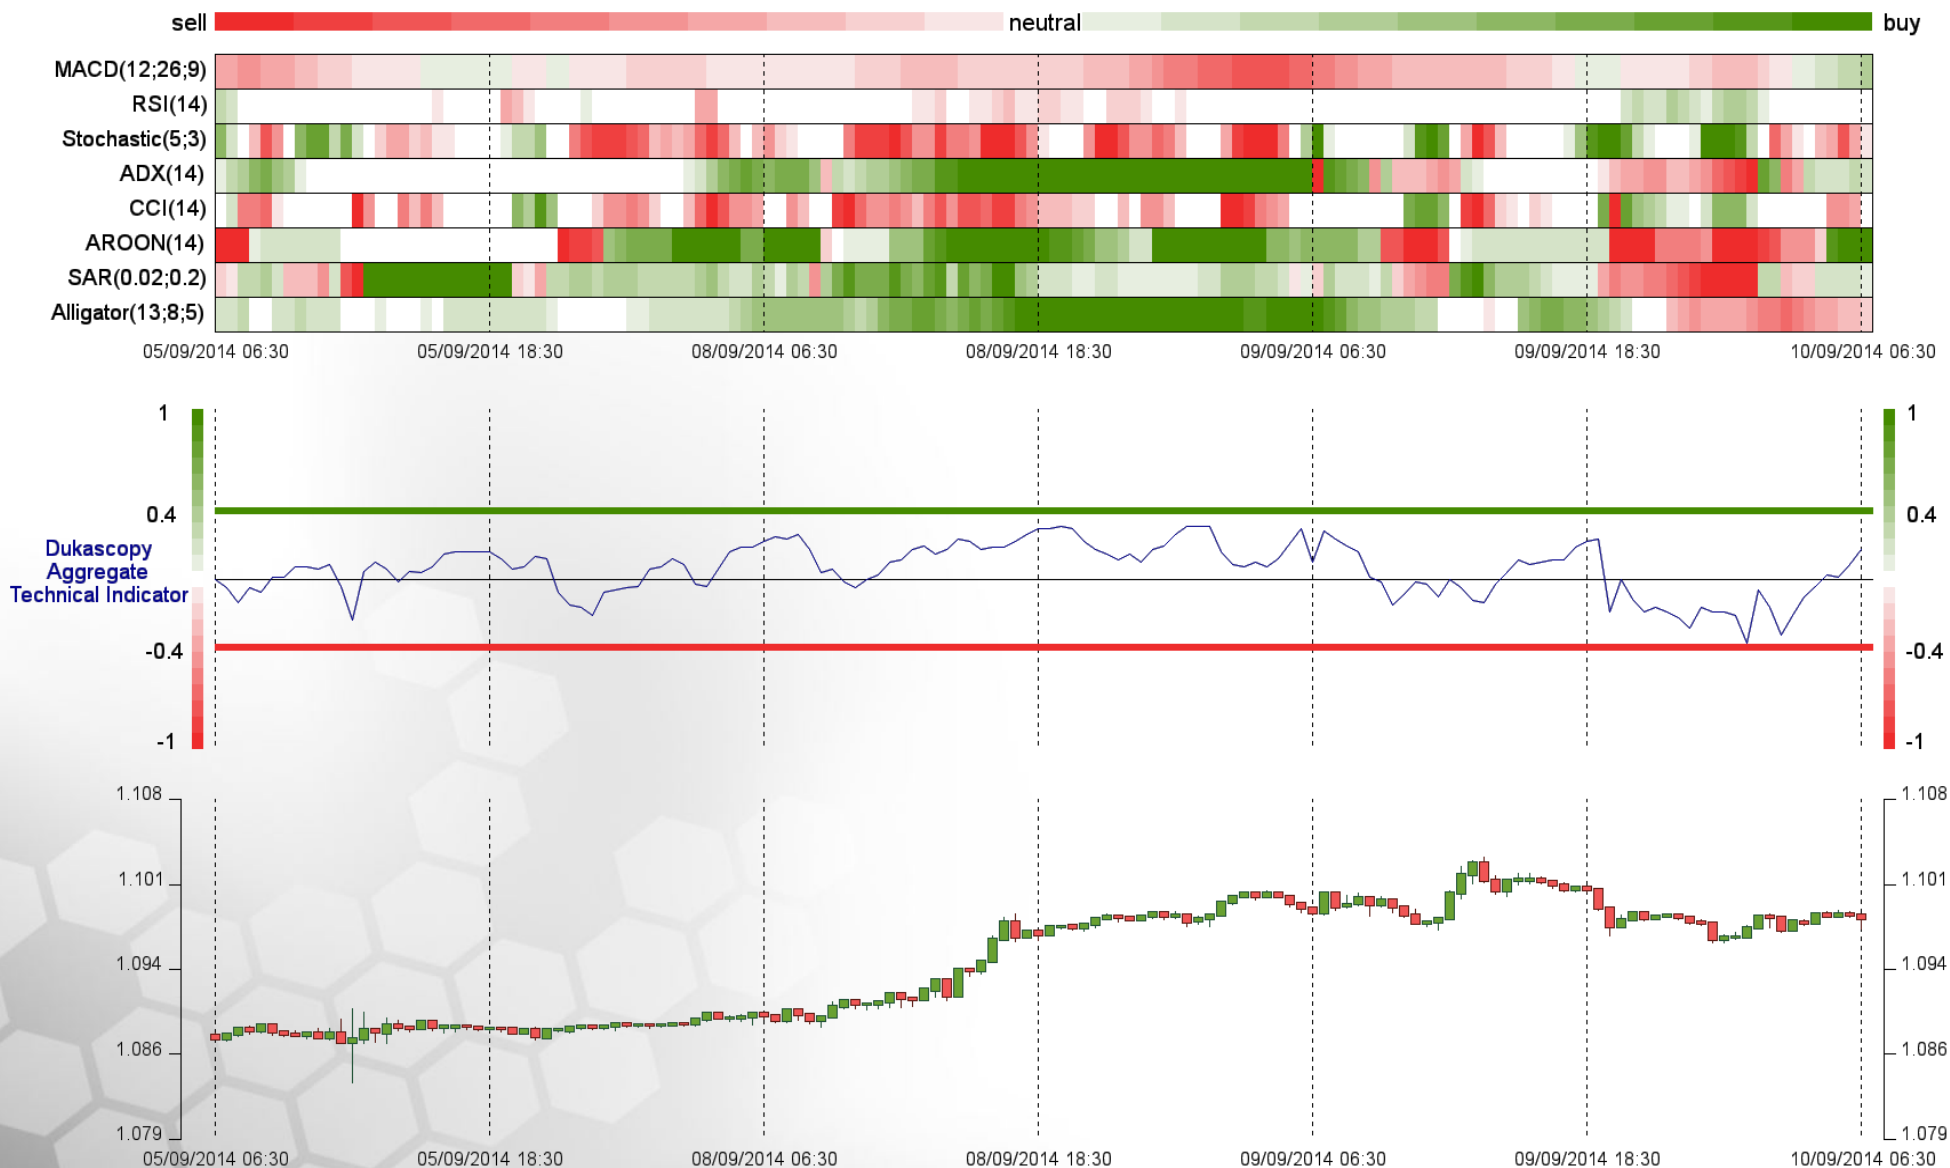 sell neutral buy
MACD(12;26;9)
RSI(14)
Stochastic(5;3)
ADX(14)
CCI(14)
AROON(14)
SAR(0.02;0.2)
Alligator(13;8;5)
05/09/2014 06:30 05/09/2014 18:30 08/09/2014 06:30 08/09/2014 18:30 09/09/2014 06:30 09/09/2014 18:30 10/09/2014 06:30
1 1
0.4 0.4
Dukascopy
Aggregate
Technical Indicator
-0.4 -0.4
-1 -1
1.108 1.108
1.101 1.101
1.094 1.094
1.086 1.086
1.079 1.079
05/09/2014 06:30 05/09/2014 18:30 08/09/2014 06:30 08/09/2014 18:30 09/09/2014 06:30 09/09/2014 18:30 10/09/2014 06:30